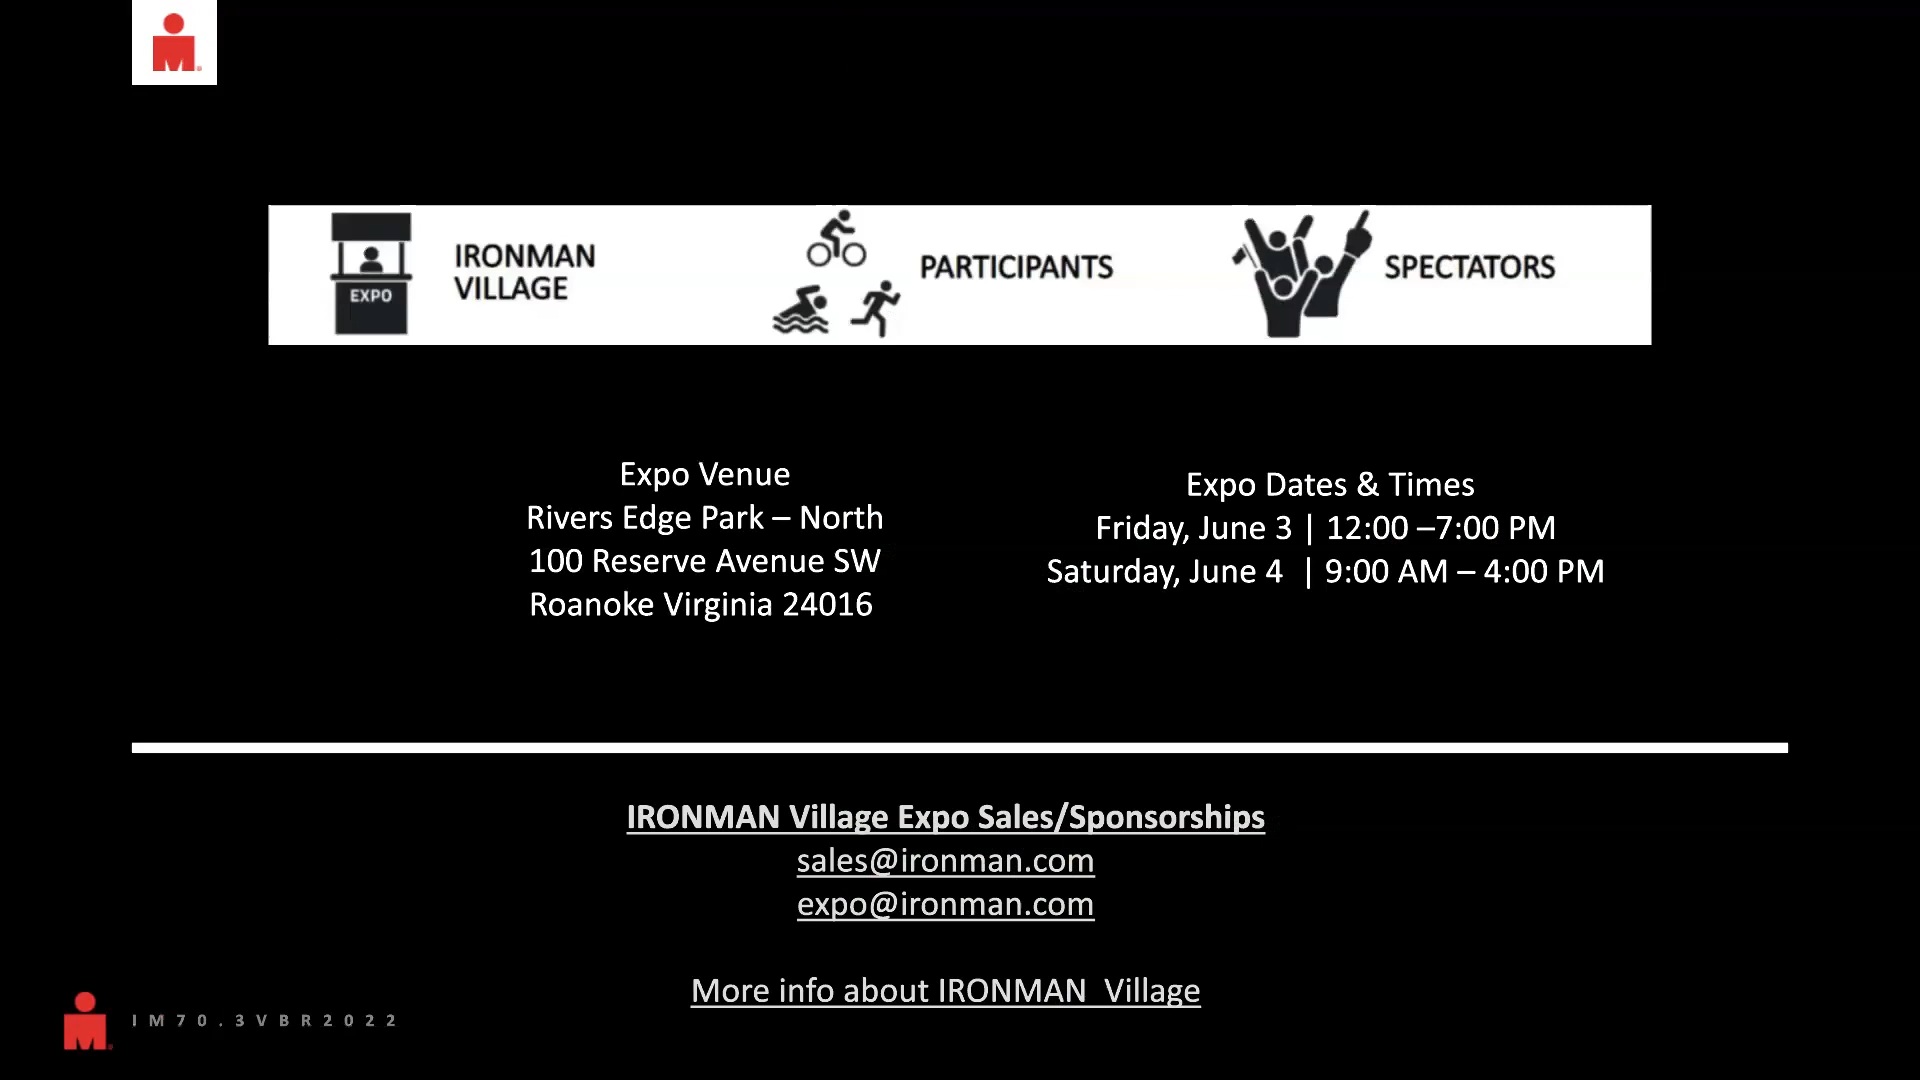 IRONMAN
VILLAGE
EXPO
PARTICIPANTS
SPECTATORS
Expo Venue
Rivers Edge Park – North
100 Reserve Avenue SW
Roanoke Virginia 24016
Expo Dates & Times
Friday, June 3 | 12:00 –7:00 PM
Saturday, June 4 | 9:00 AM – 4:00 PM
IRONMAN Village Expo Sales/Sponsorships
sales@ironman.com
expo@ironman.com
More info about IRONMAN Village
IM70.3VBR2022